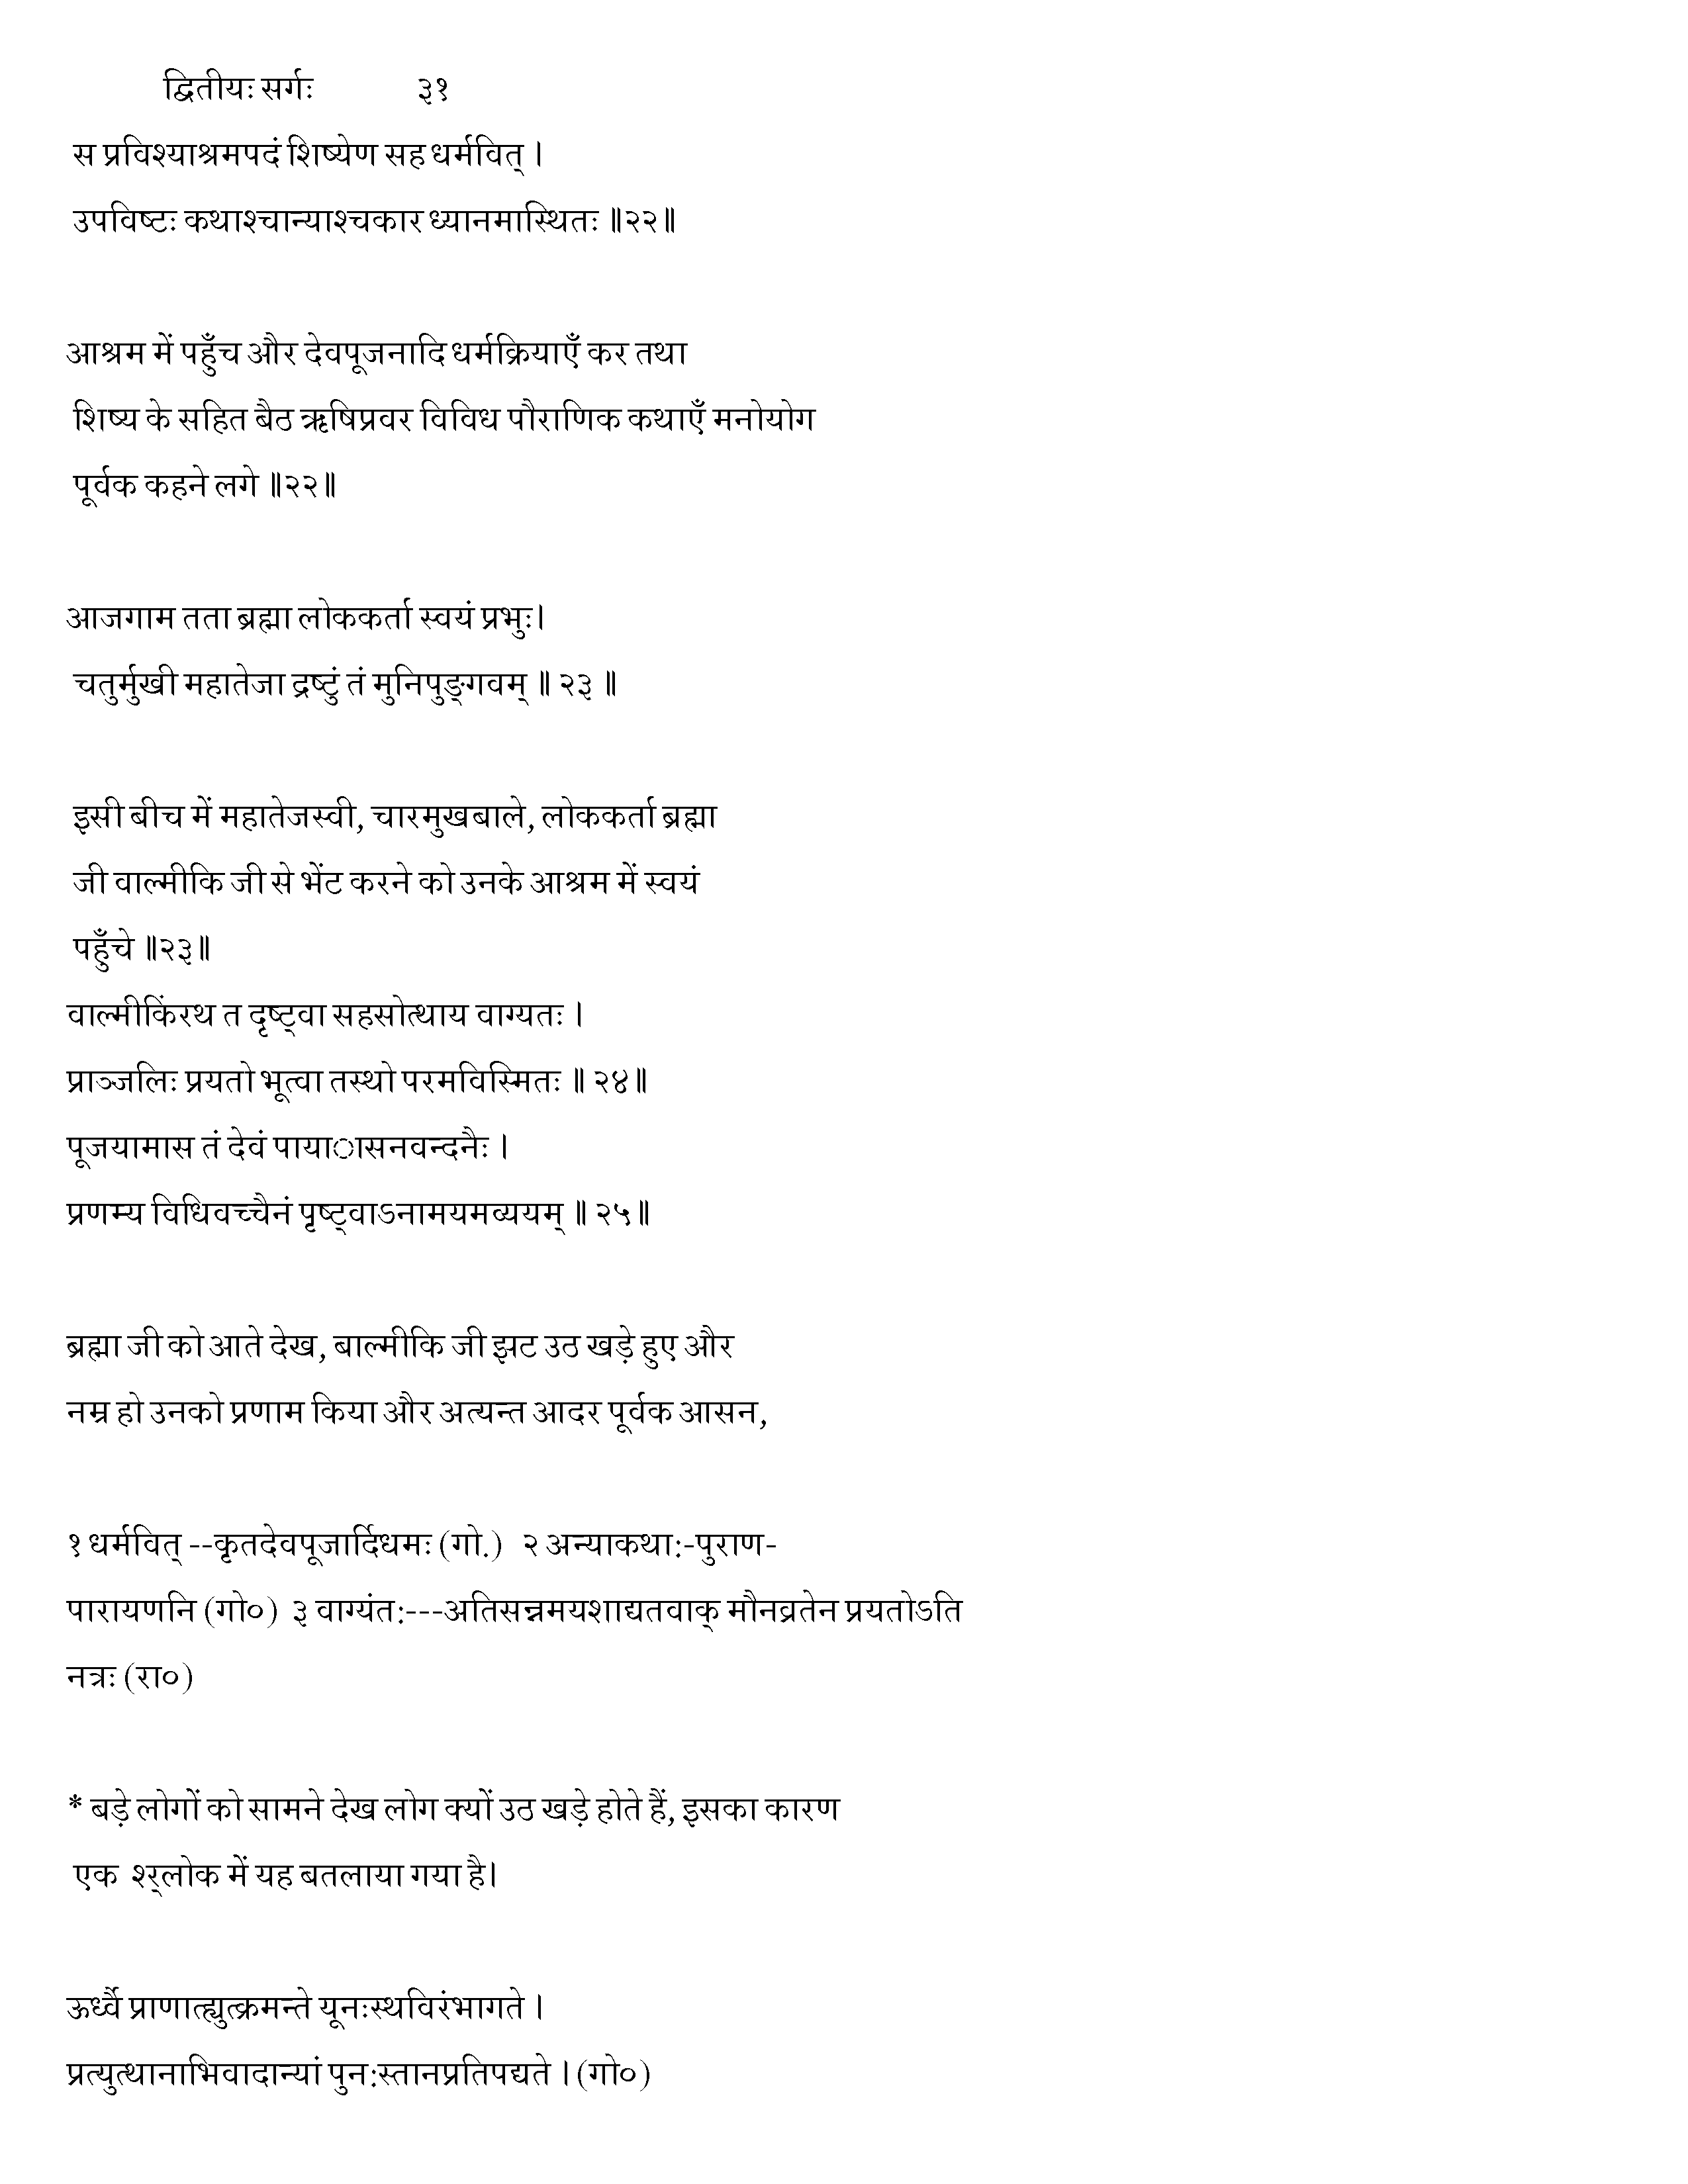 द्वितीयः सर्गः ३१
स प्रविश्याश्रमपदं शिष्येण सह धर्मवित् ।
उपविष्टः कथाश्चान्याश्चकार ध्यानमास्थितः ॥२२॥
आश्रम में पहुँच और देवपूजनादि धर्मक्रियाएँ कर तथा
शिष्य के सहित बैठ ऋषिप्रवर विविध पौराणिक कथाएँ मनोयोग
पूर्वक कहने लगे ॥२२॥
आजगाम तता ब्रह्मा लोककर्ता स्वयं प्रभुः।
चतुर्मुखी महातेजा द्रष्टुं तं मुनिपुङ्गवम् ॥ २३ ॥
इसी बीच में महातेजस्वी, चारमुखबाले, लोककर्ता ब्रह्मा
जी वाल्मीकि जी से भेंट करने को उनके आश्रम में स्वयं
पहुँचे ॥२३॥
वाल्मीकिंरथ त दृष्ट्वा सहसोत्थाय वाग्यतः ।
प्राञ्जलिः प्रयतो भूत्वा तस्थो परमविस्मितः ॥ २४॥
पूजयामास तं देवं पायाासनवन्दनैः ।
प्रणम्य विधिवच्चैनं पृष्ट्वाऽनामयमव्ययम् ॥ २५॥
ब्रह्मा जी को आते देख, बाल्मीकि जी झट उठ खड़े हुए और
नम्र हो उनको प्रणाम किया और अत्यन्त आदर पूर्वक आसन,
१ धर्मवित् --कृतदेवपूजार्दिधमः (गो.) २ अन्याकथा:-पुराण-
पारायणनि (गो०) ३ वाग्यंत:---अतिसन्नमयशाद्यतवाक् मौनव्रतेन प्रयतोऽति
नत्रः (रा०)
* बड़े लोगों को सामने देख लोग क्यों उठ खड़े होते हैं, इसका कारण
एक श्र्लोक में यह बतलाया गया है।
ऊर्ध्वै प्राणात्ह्युत्क्रमन्ते यूनःस्थविरंभागते ।
प्रत्युत्थानाभिवादान्यां पुन:स्तानप्रतिपद्यते । (गो०)